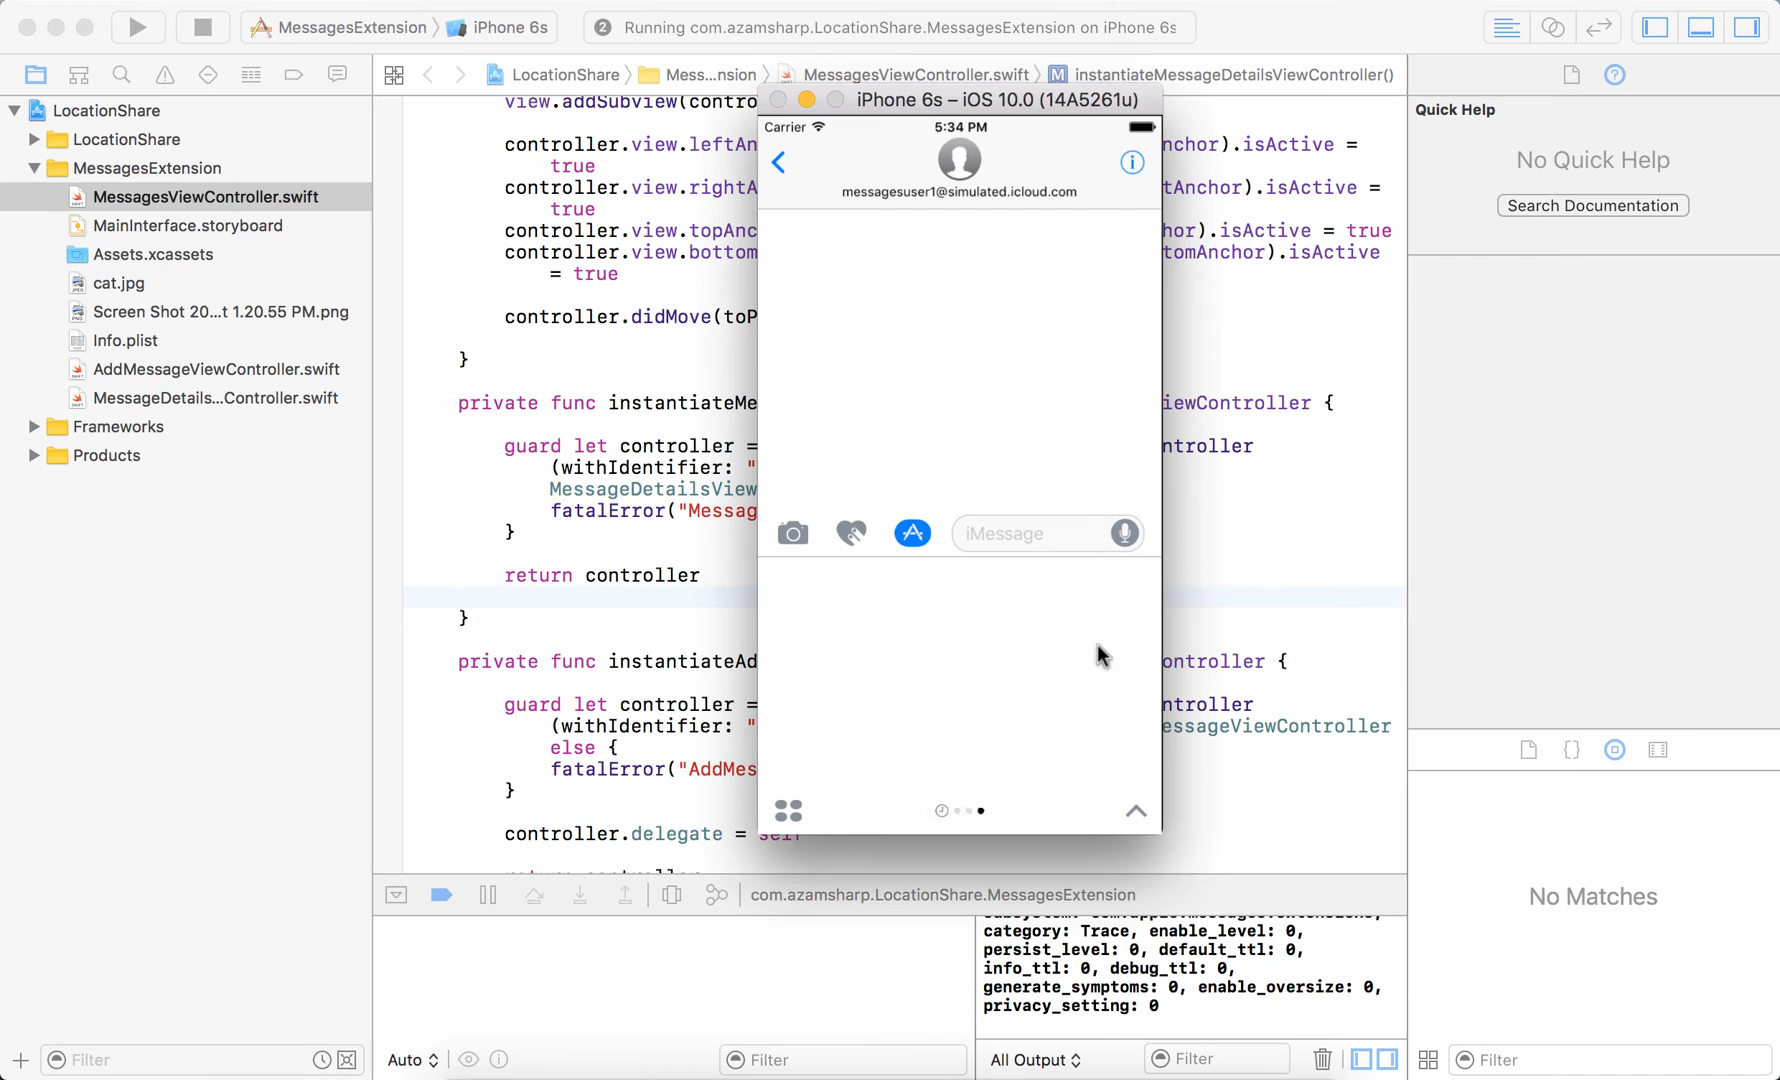 MessagesExtension
iPhone 6s
2
Running com.azamsharp.LocationShare.MessagesExtension on iPhone 6s
LocationShare
Mess...nsion
MessagesViewController.swift
M
instantiateMessageDetailsViewController()
LocationShare
LocationShare
MessagesExtension
MessagesViewController.swift
MainInterface.storyboard
Assets.xcassets
cat.jpg
Screen Shot 20...t 1.20.55 PM.png
Info.plist
AddMessageViewController.swift
MessageDetails...Controller.swift
Frameworks
Products
Filter
view.addSubview(contro
controller.view.leftAn
nchor).isActive =
true
controller.view.rightA
tAnchor).isActive =
true
controller.view.topAnc
hor).isActive = true
controller.view.bottom
tomAnchor).isActive
= true
controller.didMove(toP
}
private func instantiateMe
iewController {
guard let controller =
ntroller
(withIdentifier: "
MessageDetailsView
fatalError("Messag
}
return controller
}
private func instantiateAd
ontroller {
guard let controller =
ntroller
(withIdentifier: "
essageViewController
else {
fatalError("AddMes
}
controller.delegate = self
iPhone 6s – iOS 10.0 (14A5261u)
Carrier
5:34 PM
messagesuser1@simulated.icloud.com
iMessage
com.azamsharp.LocationShare.MessagesExtension
category: Trace, enable_level: 0,
persist_level: 0, default_ttl: 0,
info_ttl: 0, debug_ttl: 0,
generate_symptoms: 0, enable_oversize: 0,
privacy_setting: 0
Auto
Filter
All Output
Filter
Quick Help
No Quick Help
Search Documentation
No Matches
Filter